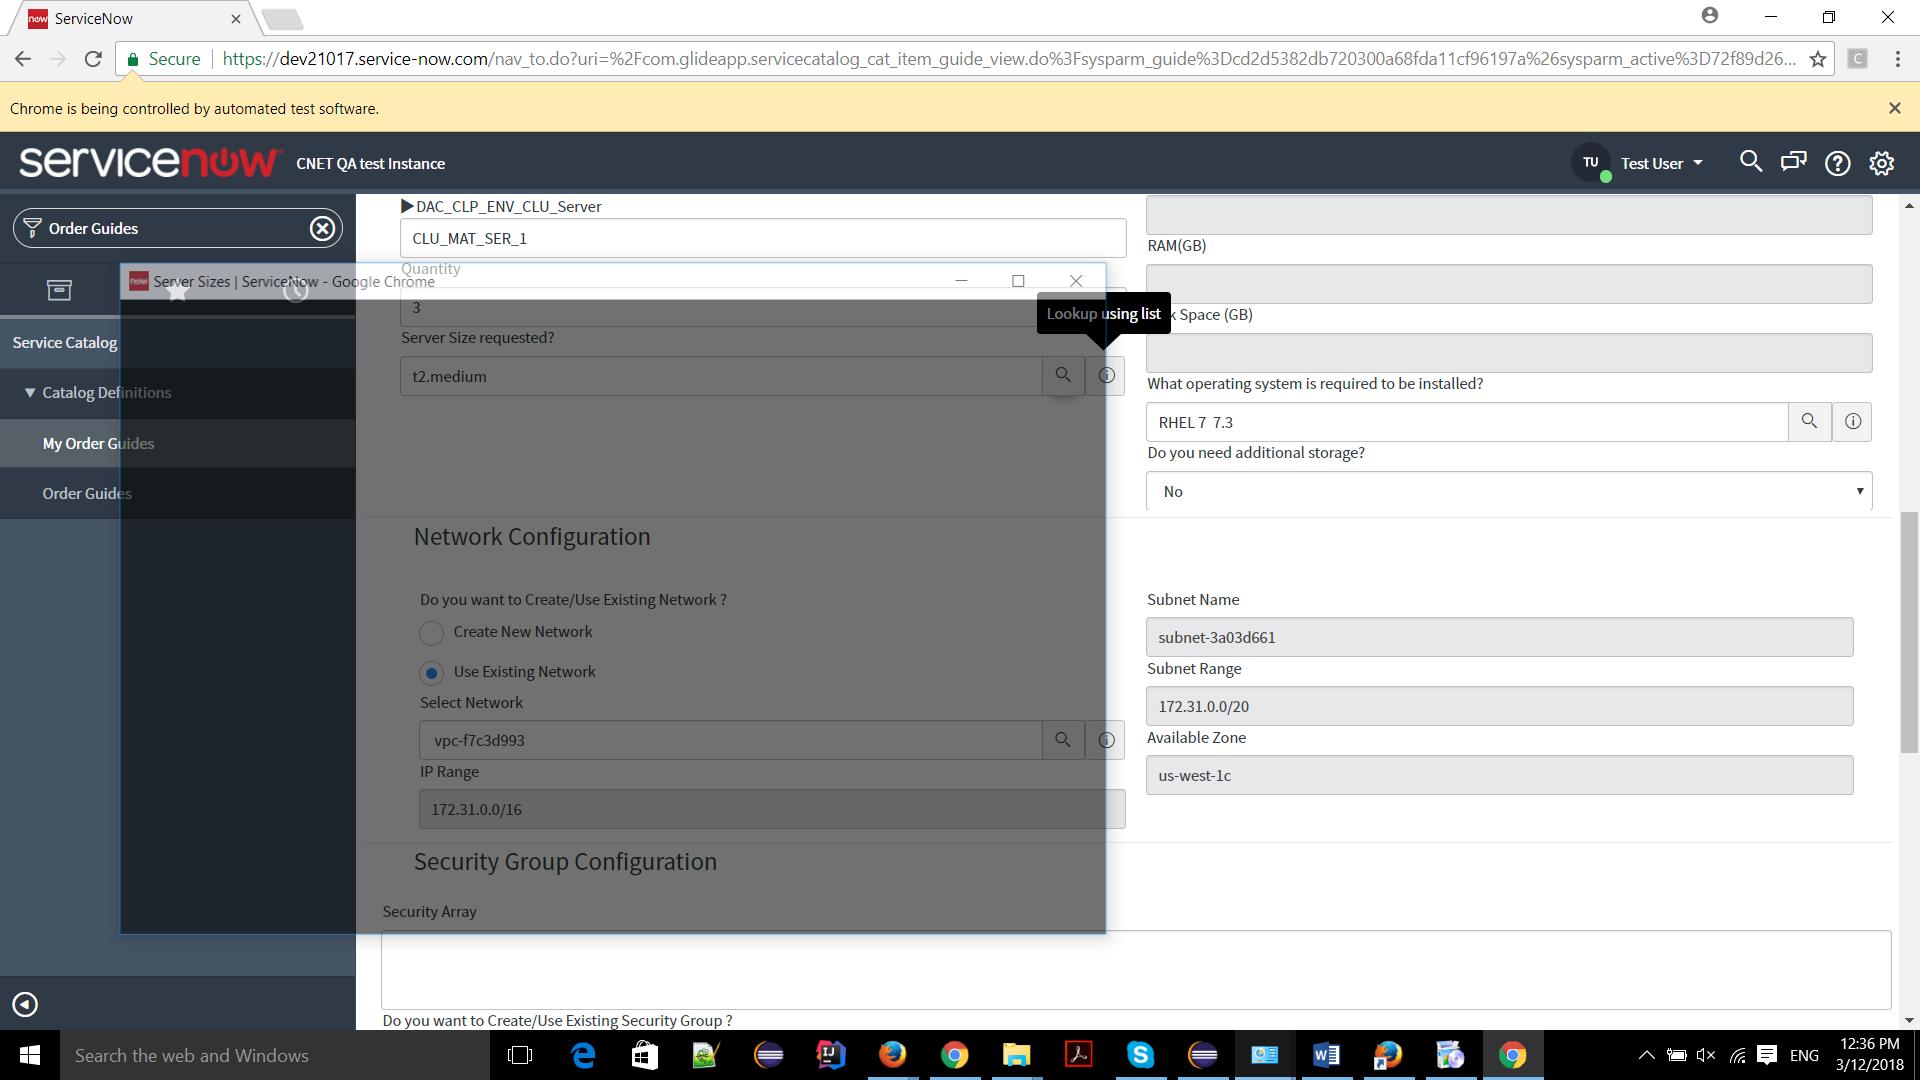 now ServiceNow
Secure https://dev21017.service-now.com/nav_to.do?uri=%2Fcom.glideapp.servicecatalog_cat_item_guide_view.do%3Fsysparm_guide%3Dcd2d5382db720300a68fda11cf96197a%26sysparm_active%3D72f89d26... C
Chrome is being controlled by automated test software.
servicenow CNET QA test Instance TU Test User
Order Guides
Service Catalog
Catalog Definitions
My Order Guides
Order Guides
now Server Sizes | ServiceNow - Google Chrome
Lookup using list
DAC_CLP_ENV_CLU_Server
CLU_MAT_SER_1
Quantity
3
Server Size requested?
t2.medium
RAM(GB)
k Space (GB)
What operating system is required to be installed?
RHEL 7 7.3
Do you need additional storage?
No
Network Configuration
Do you want to Create/Use Existing Network ?
Create New Network
Use Existing Network
Select Network
vpc-f7c3d993
IP Range
172.31.0.0/16
Subnet Name
subnet-3a03d661
Subnet Range
172.31.0.0/20
Available Zone
us-west-1c
Security Group Configuration
Security Array
Do you want to Create/Use Existing Security Group ?
Search the web and Windows
ENG
12:36 PM
3/12/2018